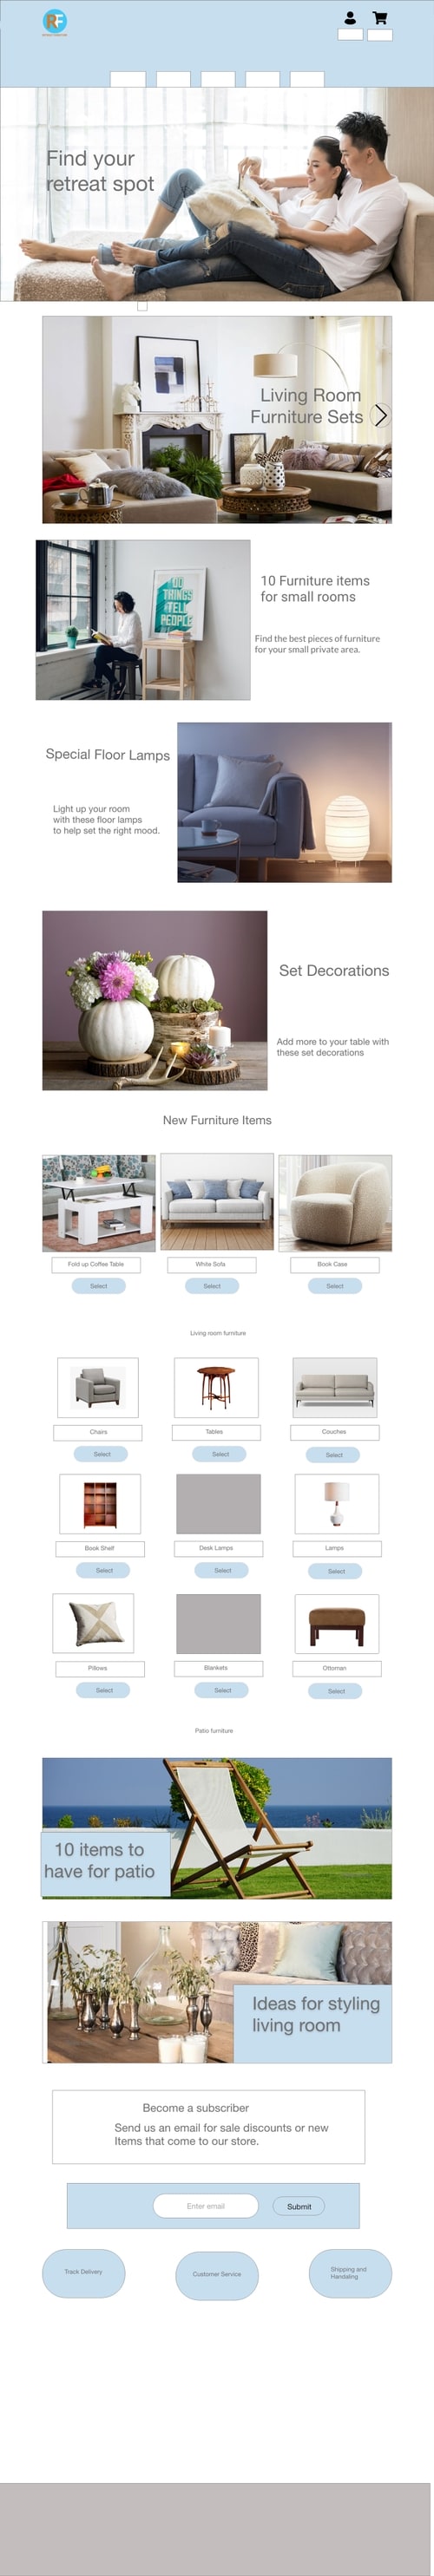 RF
Find your
retreat spot
Living Room
Furniture Sets
DO
THINGS
TELL
PEOPLE
10 Furniture items
for small rooms
Find the best pieces of furniture
for your small private area.
Special Floor Lamps
Light up your room
with these floor lamps
to help set the right mood.
Set Decorations
Add more to your table with
these set decorations
New Furniture Items
Fold up Coffee Table
White Sofa
Book Case
Select
Select
Select
Living room furniture
Chairs
Tables
Couches
Select
Select
Select
Book Shelf
Desk Lamps
Lamps
Select
Select
Select
Pillows
Blankets
Ottoman
Select
Select
Select
Patio furniture
10 items to
have for patio
Ideas for styling
living room
Become a subscriber
Send us an email for sale discounts or new
Items that come to our store.
Enter email
Submit
Track Delivery
Customer Service
Shipping and
Handaling